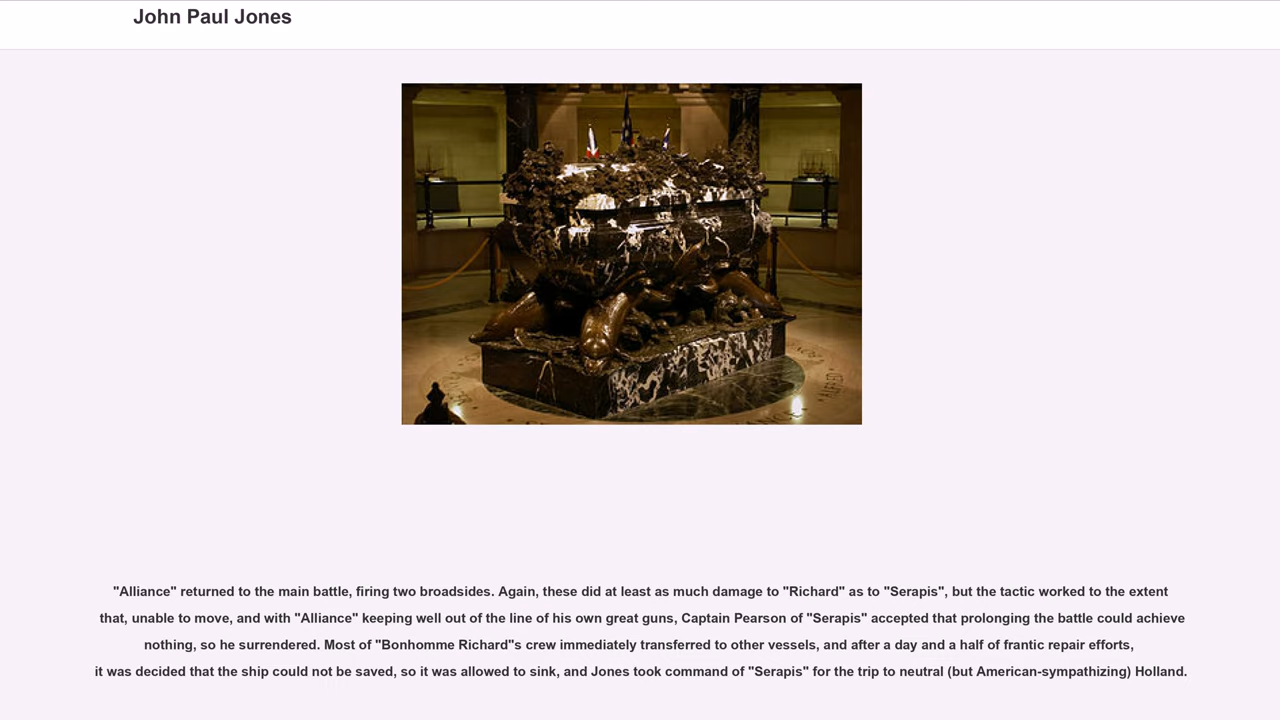 John Paul Jones
"Alliance" returned to the main battle, firing two broadsides. Again, these did at least as much damage to "Richard" as to "Serapis", but the tactic worked to the extent
that, unable to move, and with "Alliance" keeping well out of the line of his own great guns, Captain Pearson of "Serapis" accepted that prolonging the battle could achieve
nothing, so he surrendered. Most of "Bonhomme Richard"s crew immediately transferred to other vessels, and after a day and a half of frantic repair efforts,
it was decided that the ship could not be saved, so it was allowed to sink, and Jones took command of "Serapis" for the trip to neutral (but American-sympathizing) Holland.